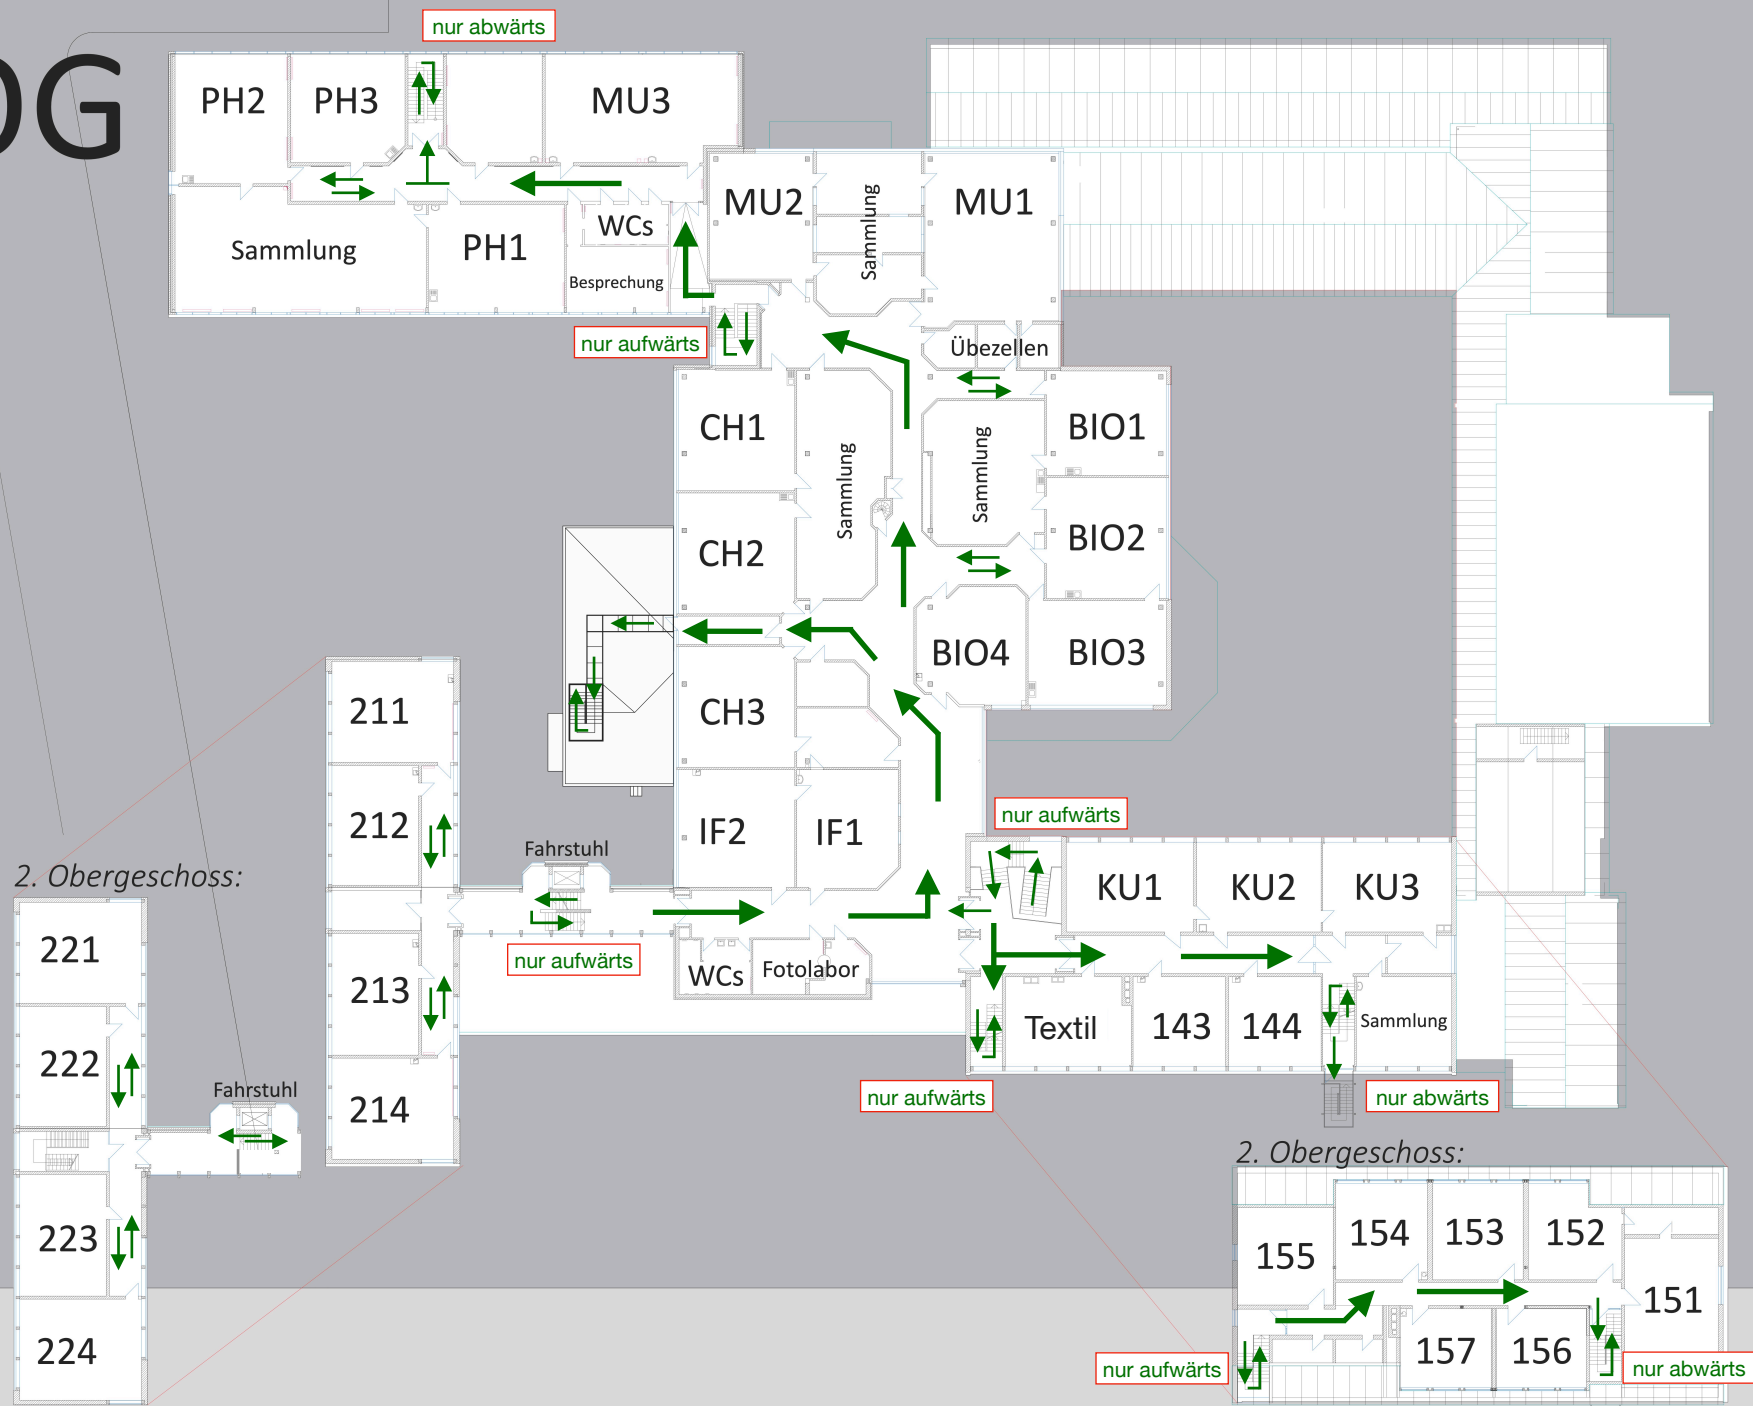 nur abwärts
OG
PH2
PH3
MU3
MU2
Sammlung
MU1
WCs
Sammlung
PH1
Besprechung
nur aufwärts
Übezellen
CH1
Sammlung
Sammlung
BIO1
CH2
BIO2
BIO4
BIO3
211
CH3
212
IF2
IF1
nur aufwärts
Fahrstuhl
2. Obergeschoss:
KU1
KU2
KU3
221
nur aufwärts
WCs
Fotolabor
213
Textil
143
144
Sammlung
222
Fahrstuhl
214
nur aufwärts
nur abwärts
2. Obergeschoss:
223
155
154
153
152
151
224
157
156
nur aufwärts
nur abwärts